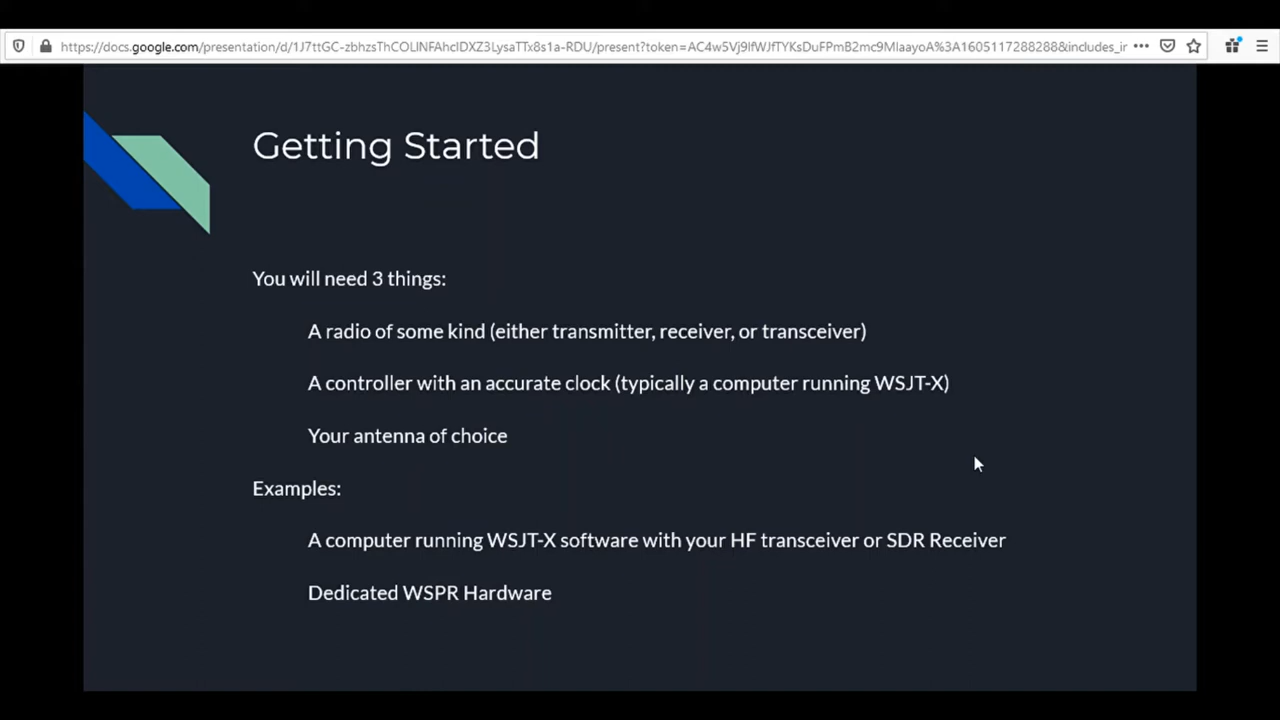 https://docs.google.com/presentation/d/1J7ttGC-zbhzsThCOLINFAhcIDXZ3LysaTTx8s1a-RDU/present?token=AC4w5Vj9lfWJfTYKsDuFPmB2mc9MIaayoA%3A1605117288288&includes_ir
Getting Started
You will need 3 things:
A radio of some kind (either transmitter, receiver, or transceiver)
A controller with an accurate clock (typically a computer running WSJT-X)
Your antenna of choice
Examples:
A computer running WSJT-X software with your HF transceiver or SDR Receiver
Dedicated WSPR Hardware